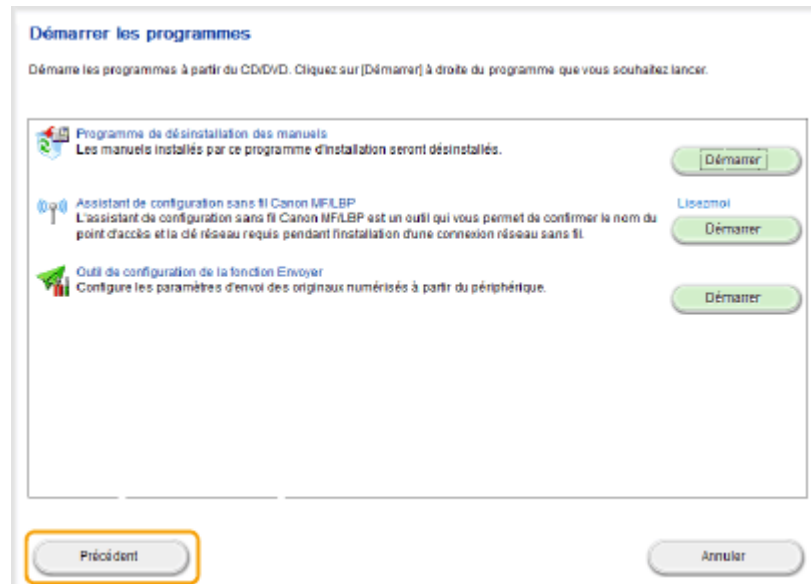 Démarrer les programmes
Démarre les programmes à partir du CD/DVD. Cliquez sur [Démarrer] à droite du programme que vous souhaitez lancer.
Programme de désinstallation des manuels
Les manuels installés par ce programme d'installation seront désinstallés.
Démarrer
Assistant de configuration sans fil Canon MF/LBP
Lisezmoi
L'assistant de configuration sans fil Canon MF/LBP est un outil qui vous permet de confirmer le nom du
point d'accès et la clé réseau requis pendant l'installation d'une connexion réseau sans fil.
Démarrer
Outil de configuration de la fonction Envoyer
Configure les paramètres d'envoi des originaux numérisés à partir du périphérique.
Démarrer
Précédent
Annuler